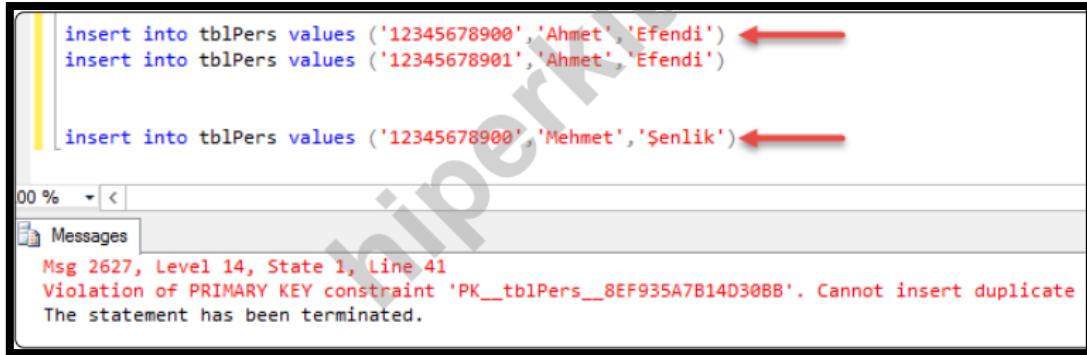 insert into tblPers values ('12345678900','Ahmet','Efendi')
insert into tblPers values ('12345678901','Ahmet','Efendi')
insert into tblPers values ('12345678900','Mehmet','Şenlik')
00 %
Messages
Msg 2627, Level 14, State 1, Line 41
Violation of PRIMARY KEY constraint 'PK__tblPers__8EF935A7B14D30BB'. Cannot insert duplicate
The statement has been terminated.